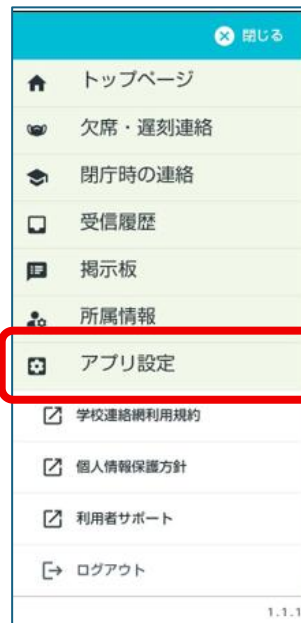 閉じる
トップページ
欠席・遅刻連絡
閉庁時の連絡
受信履歴
掲示板
所属情報
アプリ設定
学校連絡網利用規約
個人情報保護方針
利用者サポート
ログアウト
1.1.1